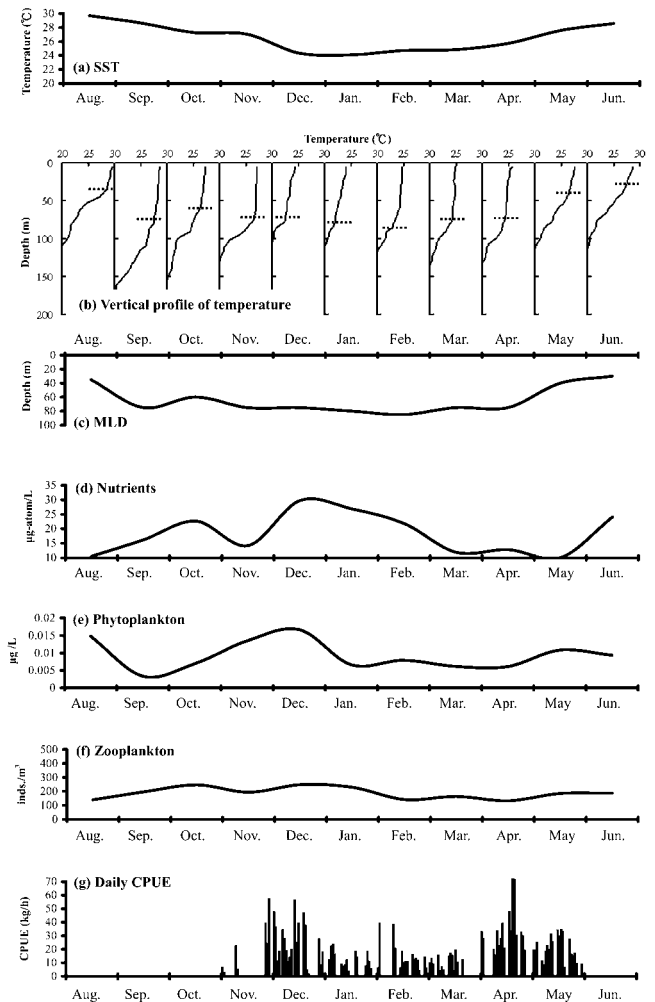 Temperature (℃)
30
28
26
24
22
20
(a) SST
Aug. Sep. Oct. Nov. Dec. Jan. Feb. Mar. Apr. May Jun.
Temperature (℃)
20 25 30 25 30 25 30 25 30 25 30 25 30 25 30 25 30 25 30 25 30 25 30
Depth (m)
0
50
100
150
200
(b) Vertical profile of temperature
Aug. Sep. Oct. Nov. Dec. Jan. Feb. Mar. Apr. May Jun.
Depth (m)
0
20
40
60
80
100
(c) MLD
Aug. Sep. Oct. Nov. Dec. Jan. Feb. Mar. Apr. May Jun.
(d) Nutrients
µg-atom/L
35
30
25
20
15
10
Aug. Sep. Oct. Nov. Dec. Jan. Feb. Mar. Apr. May Jun.
(e) Phytoplankton
µg /L
0.02
0.015
0.01
0.005
0
Aug. Sep. Oct. Nov. Dec. Jan. Feb. Mar. Apr. May Jun.
(f) Zooplankton
inds./m³
500
400
300
200
100
0
Aug. Sep. Oct. Nov. Dec. Jan. Feb. Mar. Apr. May Jun.
(g) Daily CPUE
CPUE (kg/h)
70
60
50
40
30
20
10
0
Aug. Sep. Oct. Nov. Dec. Jan. Feb. Mar. Apr. May Jun.